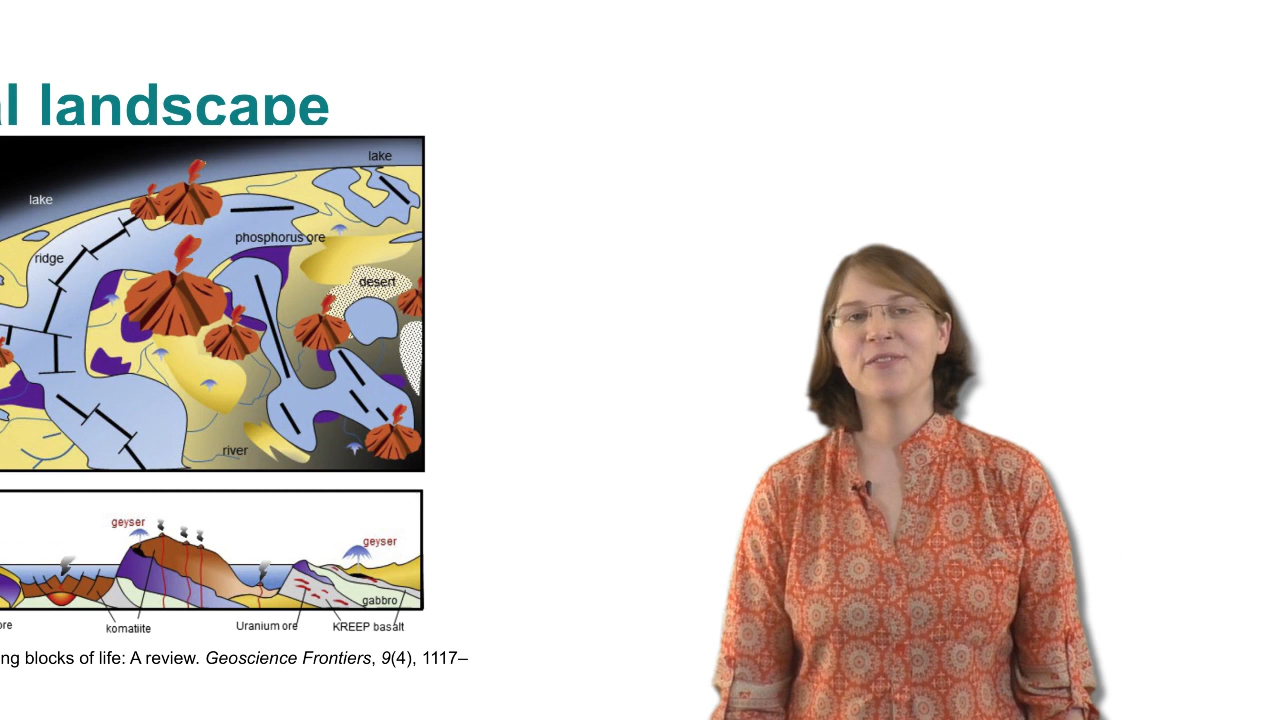 al landscape
lake
lake
phosphorus ore
ridge
desert
river
geyser
geyser
gabbro
ore
komatiite
Uranium ore
KREEP basalt
ng blocks of life: A review. Geoscience Frontiers, 9(4), 1117–